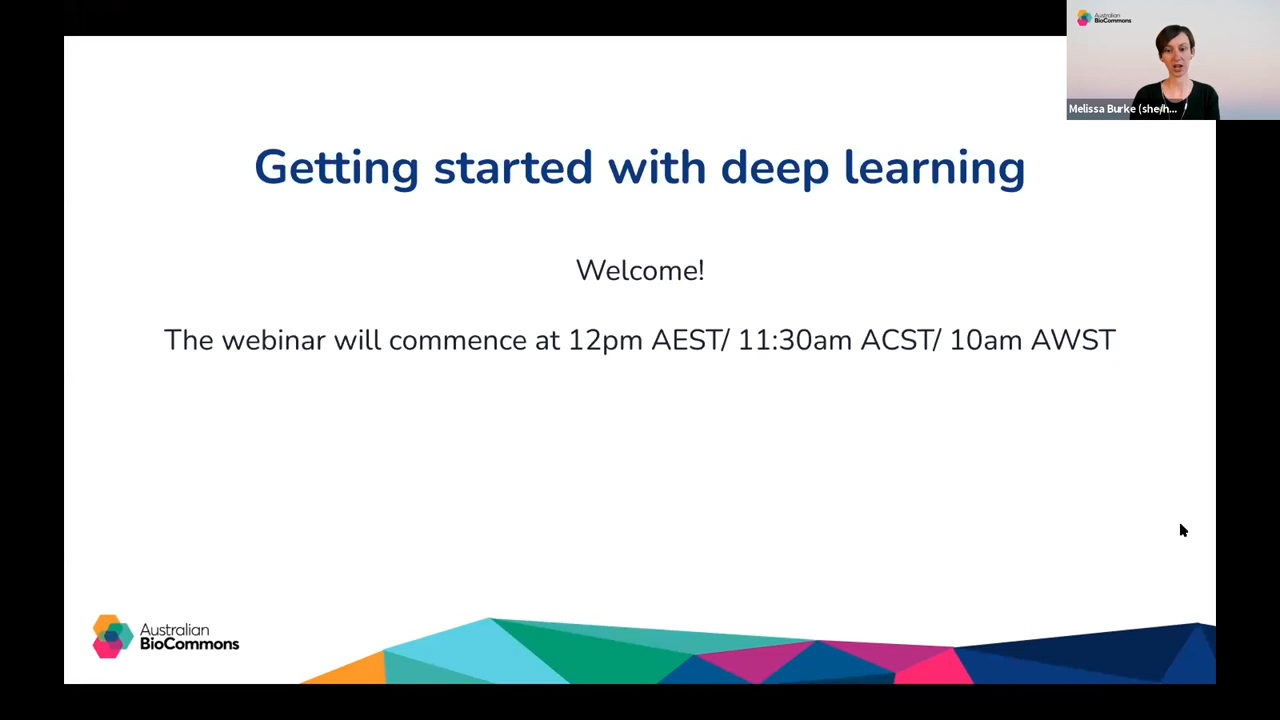 Australian
BioCommons
Melissa Burke (she/h...
Getting started with deep learning
Welcome!
The webinar will commence at 12pm AEST/ 11:30am ACST/ 10am AWST
Australian
BioCommons